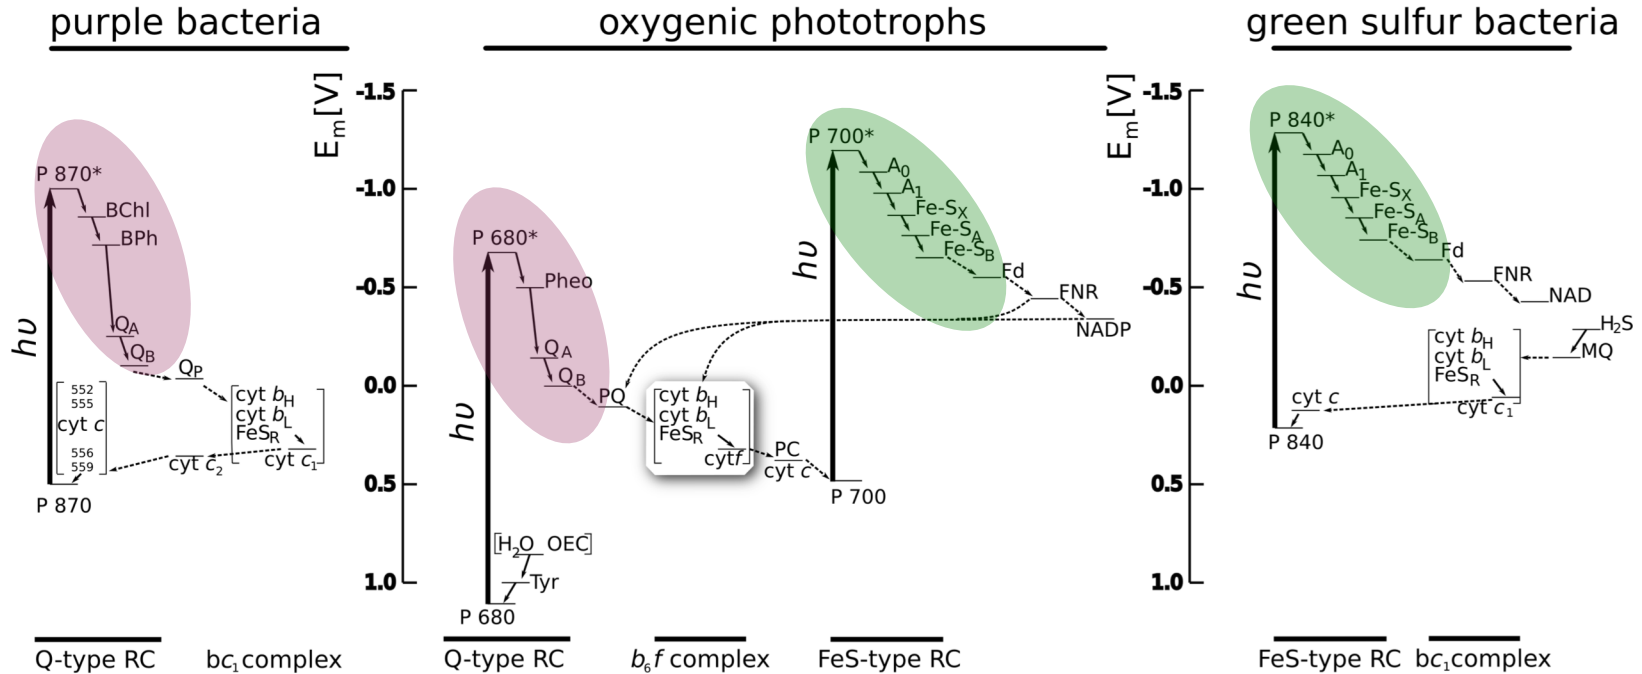 purple bacteria
oxygenic phototrophs
green sulfur bacteria
P 870*
BChl
BPh
QA
QB
QP
hυ
552
555
cyt c
556
559
P 870
cyt bH
cyt bL
FeSR
cyt c1
cyt c2
Em[V]
-1.5
-1.0
-0.5
0.0
0.5
1.0
P 680*
Pheo
QA
QB
PQ
hυ
[H2O OEC]
Tyr
P 680
cyt bH
cyt bL
FeSR
cytf
PC
cyt c
P 700*
A0
A1
Fe-SX
Fe-SA
Fe-SB
Fd
FNR
NADP
hυ
P 700
Em[V]
-1.5
-1.0
-0.5
0.0
0.5
1.0
P 840*
A0
A1
Fe-SX
Fe-SA
Fe-SB
Fd
FNR
NAD
H2S
MQ
hυ
cyt bH
cyt bL
FeSR
cyt c1
cyt c
P 840
Q-type RC
bc1complex
Q-type RC
b6f complex
FeS-type RC
FeS-type RC
bc1complex